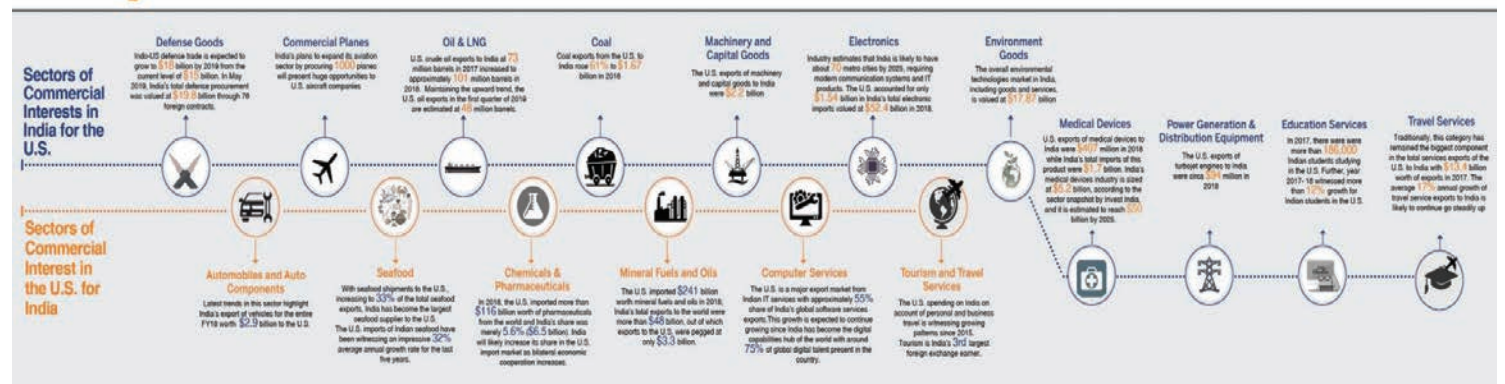 Sectors of
Commercial
Interests in
India for the
U.S.
Defense Goods
Indo-US defense trade is expected to
grow to $18 billion by 2019 from the
current level of $15 billion. In May
2019, India's total defense procurement
was valued at $19.8 billion through 78
foreign contracts.
Commercial Planes
India's plans to expand its aviation
sector by procuring 1000 planes
will present huge opportunities to
U.S. aircraft companies
Oil & LNG
U.S. crude oil exports to India at 73
million barrels in 2017 increased to
approximately 101 million barrels in
2018. Maintaining the upward trend, the
U.S. oil exports in the first quarter of 2019
are estimated at 48 million barrels.
Coal
Coal exports from the U.S. to
India rose 61% to $1.67
billion in 2018
Machinery and
Capital Goods
The U.S. exports of machinery
and capital goods to India
were $2.2 billion
Electronics
Industry estimates that India is likely to have
about 70 metro cities by 2025, requiring
modern communication systems and IT
products. The U.S. accounted for only
$1.54 billion in India's total electronic
imports valued at $52.4 billion in 2018.
Environment
Goods
The overall environmental
technologies market in India,
including goods and services,
is valued at $17.87 billion
Medical Devices
U.S. exports of medical devices to
India were $407 million in 2018
while India's total imports of this
product were $1.7 billion. India's
medical devices industry is sized
at $5.2 billion, according to the
sector snapshot by Invest India,
and it is estimated to reach $50
billion by 2025.
Power Generation &
Distribution Equipment
The U.S. exports of
turbojet engines to India
were circa $94 million in
2018
Education Services
In 2017, there were were
more than 186,000
Indian students studying
in the U.S. Further, year
2017- 18 witnessed more
than 12% growth for
Indian students in the U.S.
Travel Services
Traditionally, this category has
remained the biggest component
in the total services exports of the
U.S. to India with $13.4 billion
worth of exports in 2017. The
average 17% annual growth of
travel service exports to India is
likely to continue go steadily up
Sectors of
Commercial
Interest in
the U.S. for
India
Automobiles and Auto
Components
Latest trends in this sector highlight
India's export of vehicles for the entire
FY18 worth $2.9 billion to the U.S.
Seafood
With seafood shipments to the U.S.,
increasing to 33% of the total seafood
exports, India has become the largest
seafood supplier to the U.S.
The U.S. imports of Indian seafood have
been witnessing an impressive 32%
average annual growth rate for the last
five years.
Chemicals &
Pharmaceuticals
In 2018, the U.S. imported more than
$116 billion worth of pharmaceuticals
from the world and India's share was
merely 5.6% ($6.5 billion). India
will likely increase its share in the U.S.
import market as bilateral economic
cooperation increases.
Mineral Fuels and Oils
The U.S. imported $241 billion
worth mineral fuels and oils in 2018;
India's total exports to the world were
more than $48 billion, out of which
exports to the U.S. were pegged at
only $3.3 billion.
Computer Services
The U.S. is a major export market from
Indian IT services with approximately 55%
share of India's global software services
exports. This growth is expected to continue
growing since India has become the digital
capabilities hub of the world with around
75% of global digital talent present in the
country.
Tourism and Travel
Services
The U.S. spending on India on
account of personal and business
travel is witnessing growing
patterns since 2015.
Tourism is India's 3rd largest
foreign exchange earner.